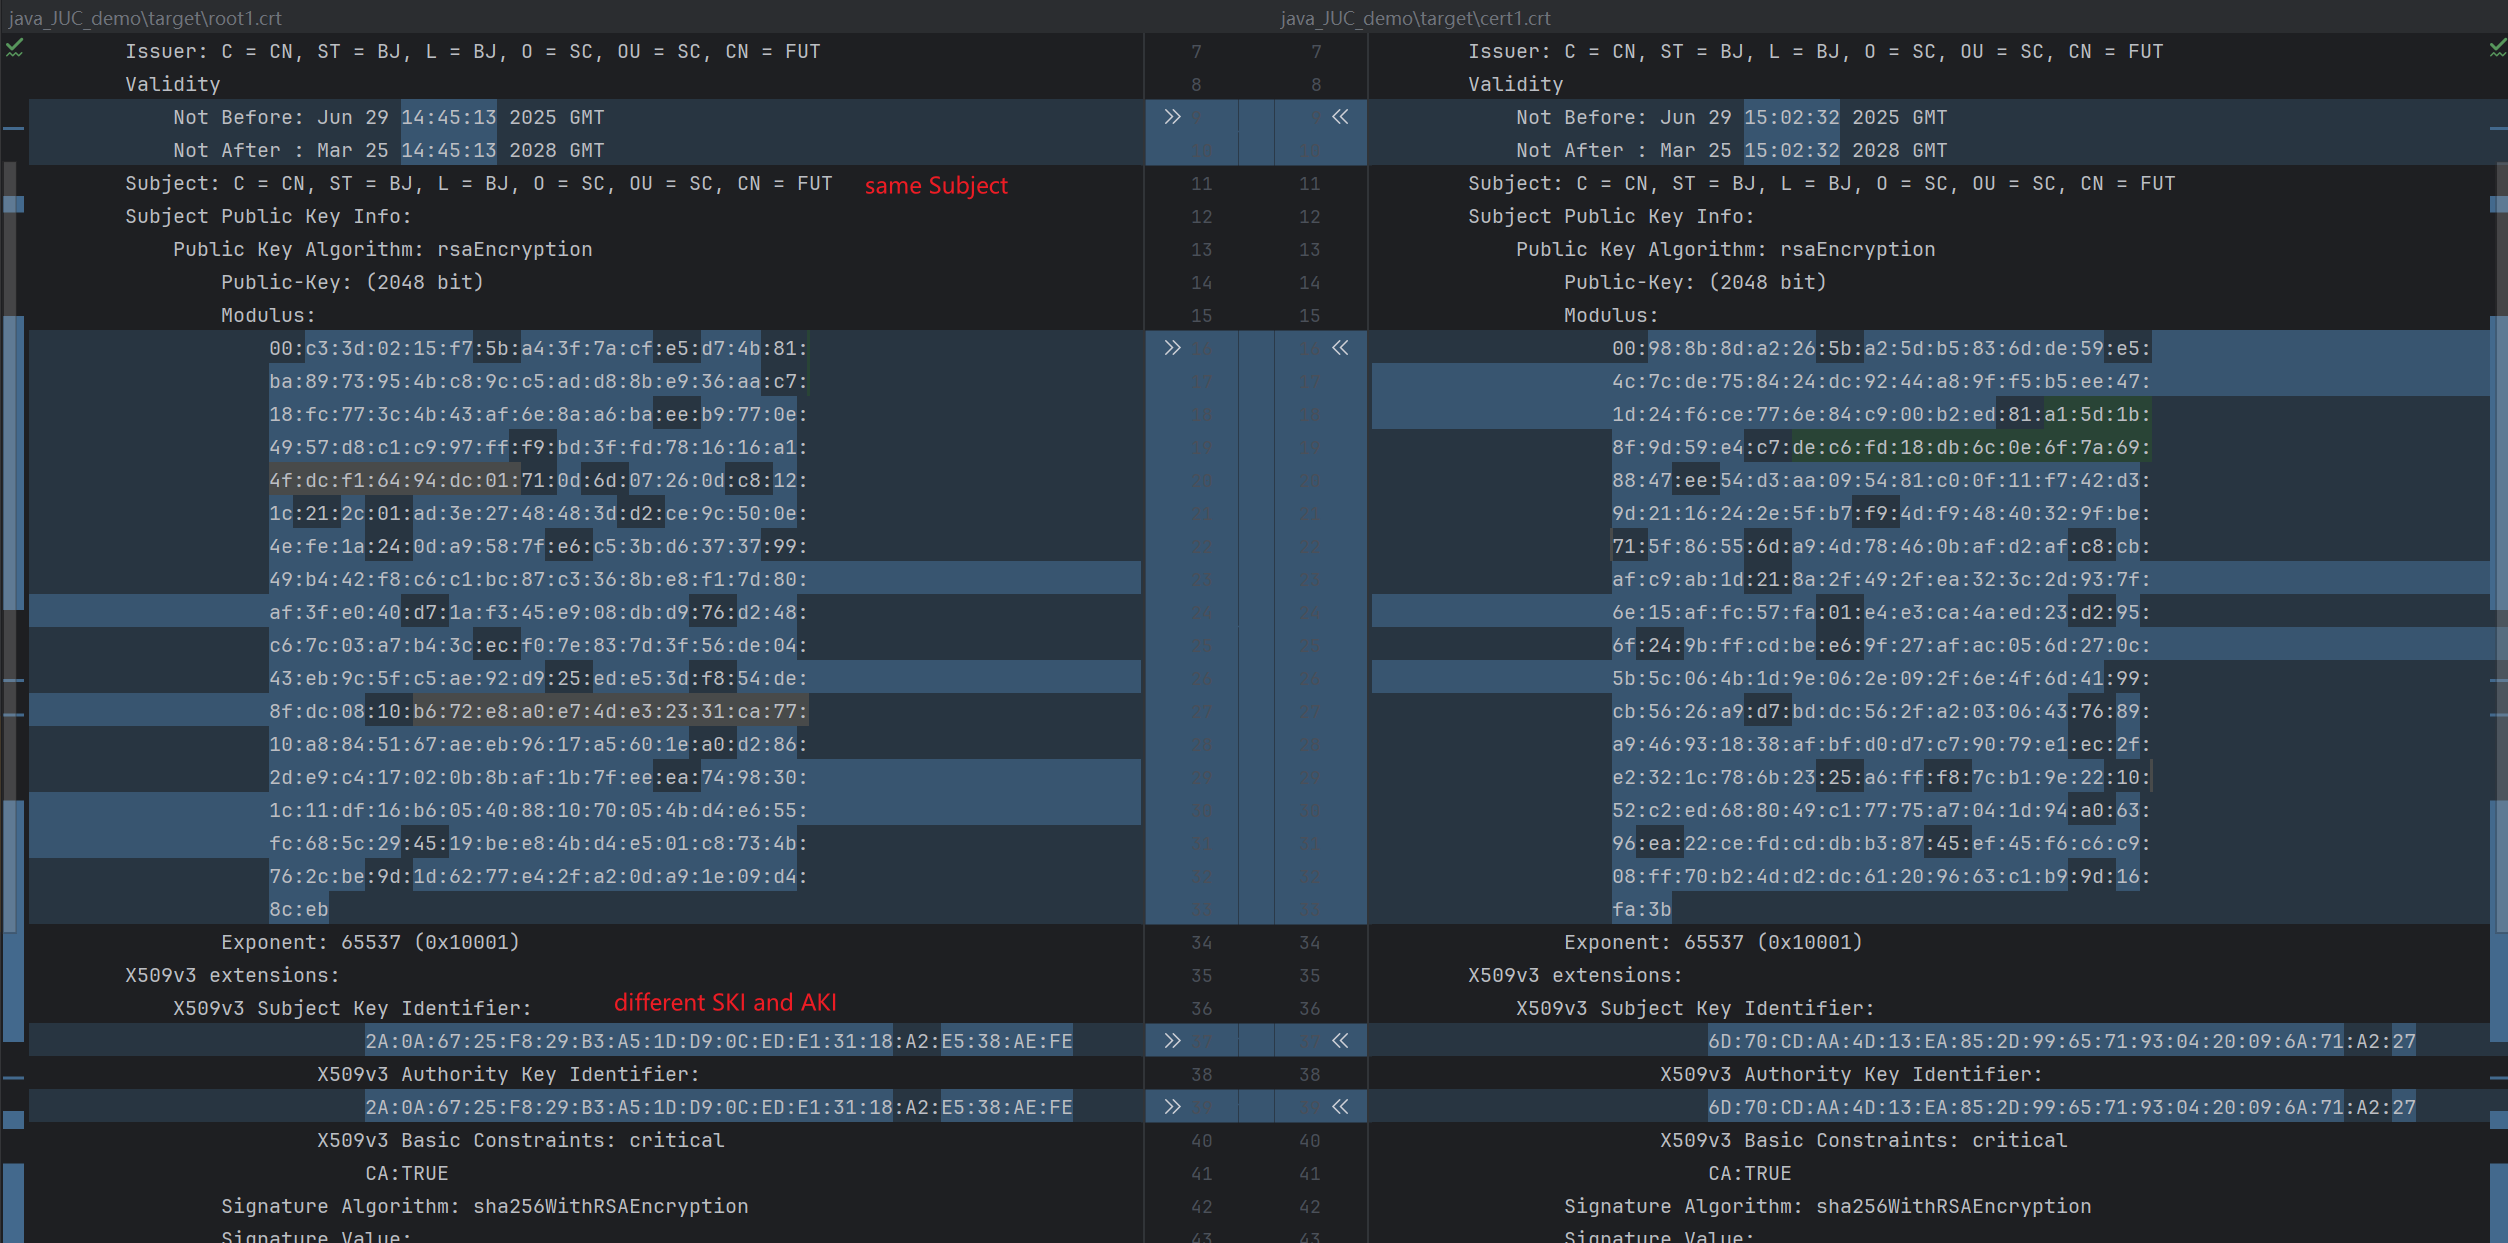 java_JUC_demo\target\root1.crt
Issuer: C = CN, ST = BJ, L = BJ, O = SC, OU = SC, CN = FUT
Validity
Not Before: Jun 29 14:45:13 2025 GMT
Not After : Mar 25 14:45:13 2028 GMT
Subject: C = CN, ST = BJ, L = BJ, O = SC, OU = SC, CN = FUT same Subject
Subject Public Key Info:
Public Key Algorithm: rsaEncryption
Public-Key: (2048 bit)
Modulus:
00:c3:3d:02:15:f7:5b:a4:3f:7a:cf:e5:d7:4b:81:
ba:89:73:95:4b:c8:9c:c5:ad:d8:8b:e9:36:aa:c7:
18:fc:77:3c:4b:43:af:6e:8a:a6:ba:ee:b9:77:0e:
49:57:d8:c1:c9:97:ff:f9:bd:3f:fd:78:16:16:a1:
4f:dc:f1:64:94:dc:01:71:0d:6d:07:26:0d:c8:12:
1c:21:2c:01:ad:3e:27:48:48:3d:d2:ce:9c:50:0e:
4e:fe:1a:24:0d:a9:58:7f:e6:c5:3b:d6:37:37:99:
49:b4:42:f8:c6:c1:bc:87:c3:36:8b:e8:f1:7d:80:
af:3f:e0:40:d7:1a:f3:45:e9:08:db:d9:76:d2:48:
c6:7c:03:a7:b4:3c:ec:f0:7e:83:7d:3f:56:de:04:
43:eb:9c:5f:c5:ae:92:d9:25:ed:e5:3d:f8:54:de:
8f:dc:08:10:b6:72:e8:a0:e7:4d:e3:23:31:ca:77:
10:a8:84:51:67:ae:eb:96:17:a5:60:1e:a0:d2:86:
2d:e9:c4:17:02:0b:8b:af:1b:7f:ee:ea:74:98:30:
1c:11:df:16:b6:05:40:88:10:70:05:4b:d4:e6:55:
fc:68:5c:29:45:19:be:e8:4b:d4:e5:01:c8:73:4b:
76:2c:be:9d:1d:62:77:e4:2f:a2:0d:a9:1e:09:d4:
8c:eb
Exponent: 65537 (0x10001)
X509v3 extensions:
X509v3 Subject Key Identifier: different SKI and AKI
2A:0A:67:25:F8:29:B3:A5:1D:D9:0C:ED:E1:31:18:A2:E5:38:AE:FE
X509v3 Authority Key Identifier:
2A:0A:67:25:F8:29:B3:A5:1D:D9:0C:ED:E1:31:18:A2:E5:38:AE:FE
X509v3 Basic Constraints: critical
CA:TRUE
Signature Algorithm: sha256WithRSAEncryption
Signature Value:
7 7
8 8
11 11
12 12
13 13
14 14
15 15
34 34
35 35
36 36
38 38
40 40
41 41
42 42
43 43
java_JUC_demo\target\cert1.crt
Issuer: C = CN, ST = BJ, L = BJ, O = SC, OU = SC, CN = FUT
Validity
Not Before: Jun 29 15:02:32 2025 GMT
Not After : Mar 25 15:02:32 2028 GMT
Subject: C = CN, ST = BJ, L = BJ, O = SC, OU = SC, CN = FUT
Subject Public Key Info:
Public Key Algorithm: rsaEncryption
Public-Key: (2048 bit)
Modulus:
00:98:8b:8d:a2:26:5b:a2:5d:b5:83:6d:de:59:e5:
4c:7c:de:75:84:24:dc:92:44:a8:9f:f5:b5:ee:47:
1d:24:f6:ce:77:6e:84:c9:00:b2:ed:81:a1:5d:1b:
8f:9d:59:e4:c7:de:c6:fd:18:db:6c:0e:6f:7a:69:
88:47:ee:54:d3:aa:09:54:81:c0:0f:11:f7:42:d3:
9d:21:16:24:2e:5f:b7:f9:4d:f9:48:40:32:9f:be:
71:5f:86:55:6d:a9:4d:78:46:0b:af:d2:af:c8:cb:
af:c9:ab:1d:21:8a:2f:49:2f:ea:32:3c:2d:93:7f:
6e:15:af:fc:57:fa:01:e4:e3:ca:4a:ed:23:d2:95:
6f:24:9b:ff:cd:be:e6:9f:27:af:ac:05:6d:27:0c:
5b:5c:06:4b:1d:9e:06:2e:09:2f:6e:4f:6d:41:99:
cb:56:26:a9:d7:bd:dc:56:2f:a2:03:06:43:76:89:
a9:46:93:18:38:af:bf:d0:d7:c7:90:79:e1:ec:2f:
e2:32:1c:78:6b:23:25:a6:ff:f8:7c:b1:9e:22:10:
52:c2:ed:68:80:49:c1:77:75:a7:04:1d:94:a0:63:
96:ea:22:ce:fd:cd:db:b3:87:45:ef:45:f6:c6:c9:
08:ff:70:b2:4d:d2:dc:61:20:96:63:c1:b9:9d:16:
fa:3b
Exponent: 65537 (0x10001)
X509v3 extensions:
X509v3 Subject Key Identifier:
6D:70:CD:AA:4D:13:EA:85:2D:99:65:71:93:04:20:09:6A:71:A2:27
X509v3 Authority Key Identifier:
6D:70:CD:AA:4D:13:EA:85:2D:99:65:71:93:04:20:09:6A:71:A2:27
X509v3 Basic Constraints: critical
CA:TRUE
Signature Algorithm: sha256WithRSAEncryption
Signature Value: